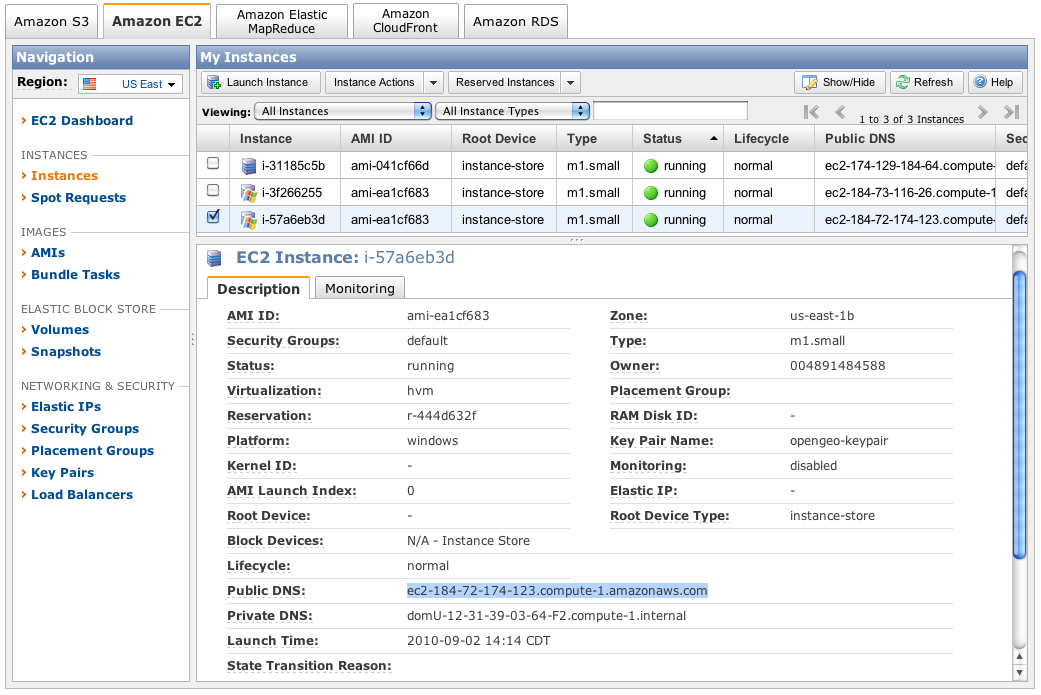 Amazon S3
Amazon EC2
Amazon Elastic
MapReduce
Amazon
CloudFront
Amazon RDS
Navigation
Region: US East
EC2 Dashboard
INSTANCES
Instances
Spot Requests
IMAGES
AMIs
Bundle Tasks
ELASTIC BLOCK STORE
Volumes
Snapshots
NETWORKING & SECURITY
Elastic IPs
Security Groups
Placement Groups
Key Pairs
Load Balancers
My Instances
Launch Instance Instance Actions Reserved Instances Show/Hide Refresh Help
Viewing: All Instances All Instance Types 1 to 3 of 3 Instances
Instance AMI ID Root Device Type Status Lifecycle Public DNS Sec
i-31185c5b ami-041cf66d instance-store m1.small running normal ec2-174-129-184-64.compute- defa
i-3f266255 ami-ea1cf683 instance-store m1.small running normal ec2-184-73-116-26.compute-1 defa
i-57a6eb3d ami-ea1cf683 instance-store m1.small running normal ec2-184-72-174-123.compute- defa
EC2 Instance: i-57a6eb3d
Description Monitoring
AMI ID: ami-ea1cf683 Zone: us-east-1b
Security Groups: default Type: m1.small
Status: running Owner: 004891484588
Virtualization: hvm Placement Group:
Reservation: r-444d632f RAM Disk ID: -
Platform: windows Key Pair Name: opengeo-keypair
Kernel ID: - Monitoring: disabled
AMI Launch Index: 0 Elastic IP: -
Root Device: - Root Device Type: instance-store
Block Devices: N/A - Instance Store
Lifecycle: normal
Public DNS: ec2-184-72-174-123.compute-1.amazonaws.com
Private DNS: domU-12-31-39-03-64-F2.compute-1.internal
Launch Time: 2010-09-02 14:14 CDT
State Transition Reason: